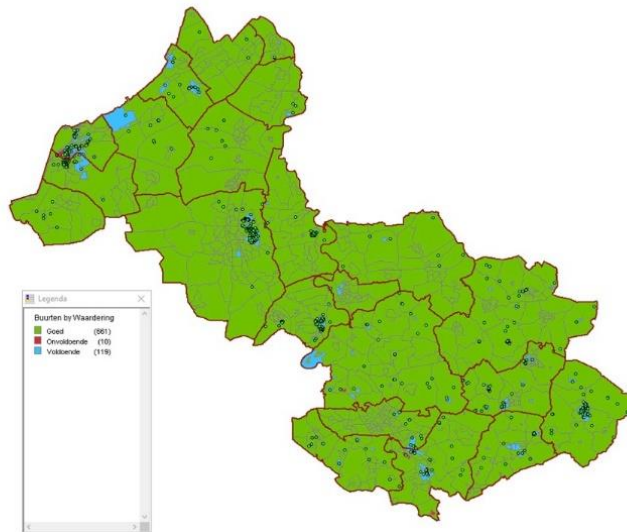 Legenda
Buurten by Waardering
Goed (661)
Onvoldoende (10)
Voldoende (119)